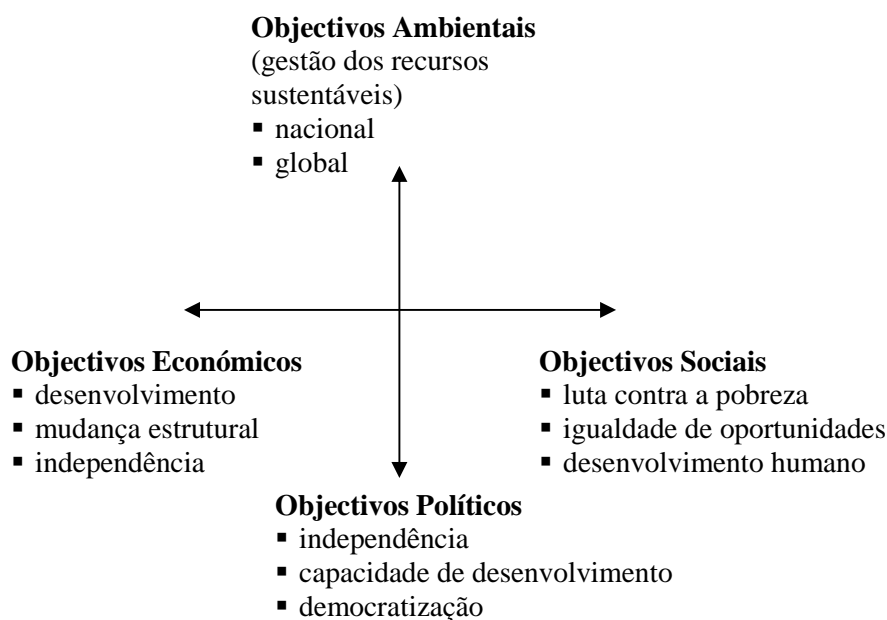 Objectivos Ambientais
(gestão dos recursos
sustentáveis)
▪ nacional
▪ global
Objectivos Económicos
▪ desenvolvimento
▪ mudança estrutural
▪ independência
Objectivos Sociais
▪ luta contra a pobreza
▪ igualdade de oportunidades
▪ desenvolvimento humano
Objectivos Políticos
▪ independência
▪ capacidade de desenvolvimento
▪ democratização